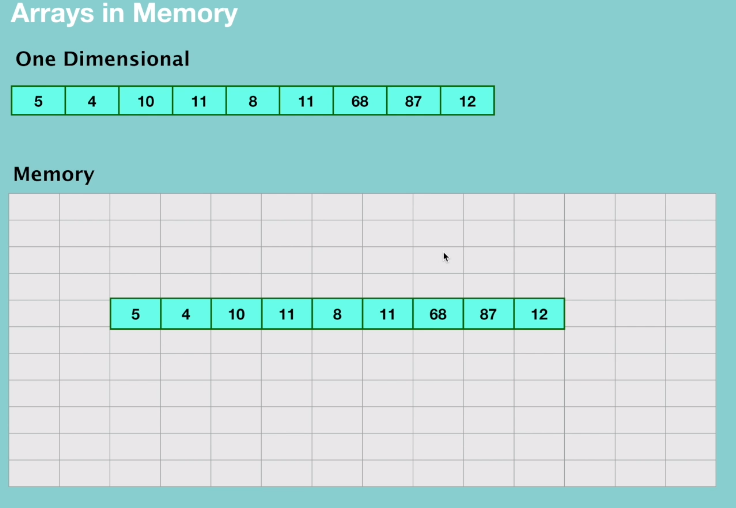 Arrays in Memory
One Dimensional
5 4 10 11 8 11 68 87 12
Memory
5 4 10 11 8 11 68 87 12